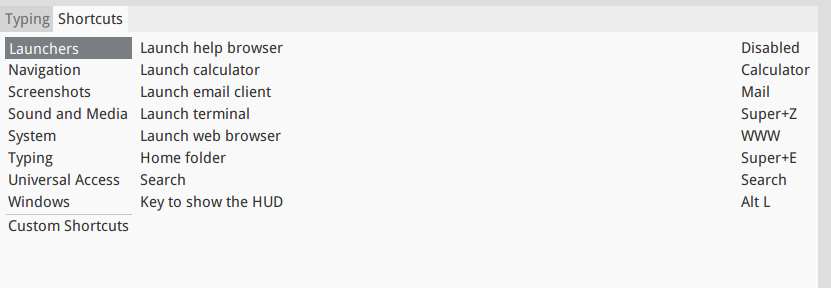 Typing Shortcuts
Launchers Launch help browser Disabled
Navigation Launch calculator Calculator
Screenshots Launch email client Mail
Sound and Media Launch terminal Super+Z
System Launch web browser WWW
Typing Home folder Super+E
Universal Access Search Search
Windows Key to show the HUD Alt L
Custom Shortcuts